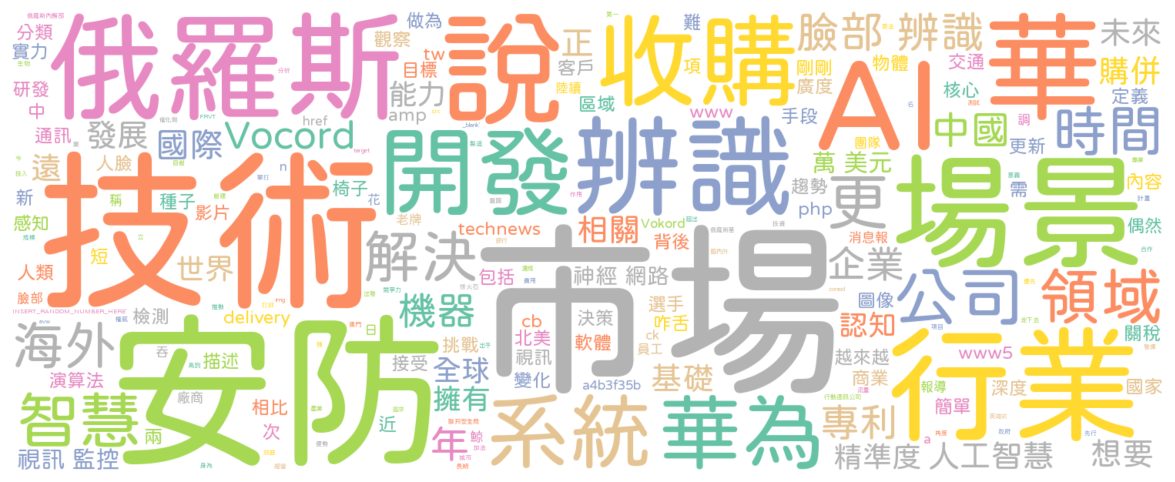 俄羅斯
說
收購
臉部 辨識
AI
華
未來
分類
實力
做為
觀察
tw
目標
正
客戶
剛剛
物體
廣度
交通
購併
定義
研發
中
能力
amp
陸續
項
區域
www
手段
核心
中國
時間
更新
通訊
發展
國際
Vocord
href
開發
辨識
團隊
萬 美元
遠
人臉
n
技術
新
種子
影片
椅子
花
稱
趨勢
更
php
場景
需
內容
偶然
感知
老牌
technews
相關
Vokord
背後
消息報
解決
市場
企業
人類
短
世界
包括
神經 網路
公司
領域
臉部
機器
圖像
INSERT_RANDOM_NUMBER_HERE
檢測
delivery
日
cb
決策
選手
咋舌
認知
關稅
海外
安防
挑戰
北美
軟體
ck
員工
越來越
www5
行業
演算法
描述
接受
全球
視訊
變化
a4b3f35b
基礎
商業
報導
深度
國家
智慧
廠商
相比
擁有
簡單
兩
次
近
年
鯨
系統
華為
專利
a
視訊 監控
精準度
人工智慧
想要